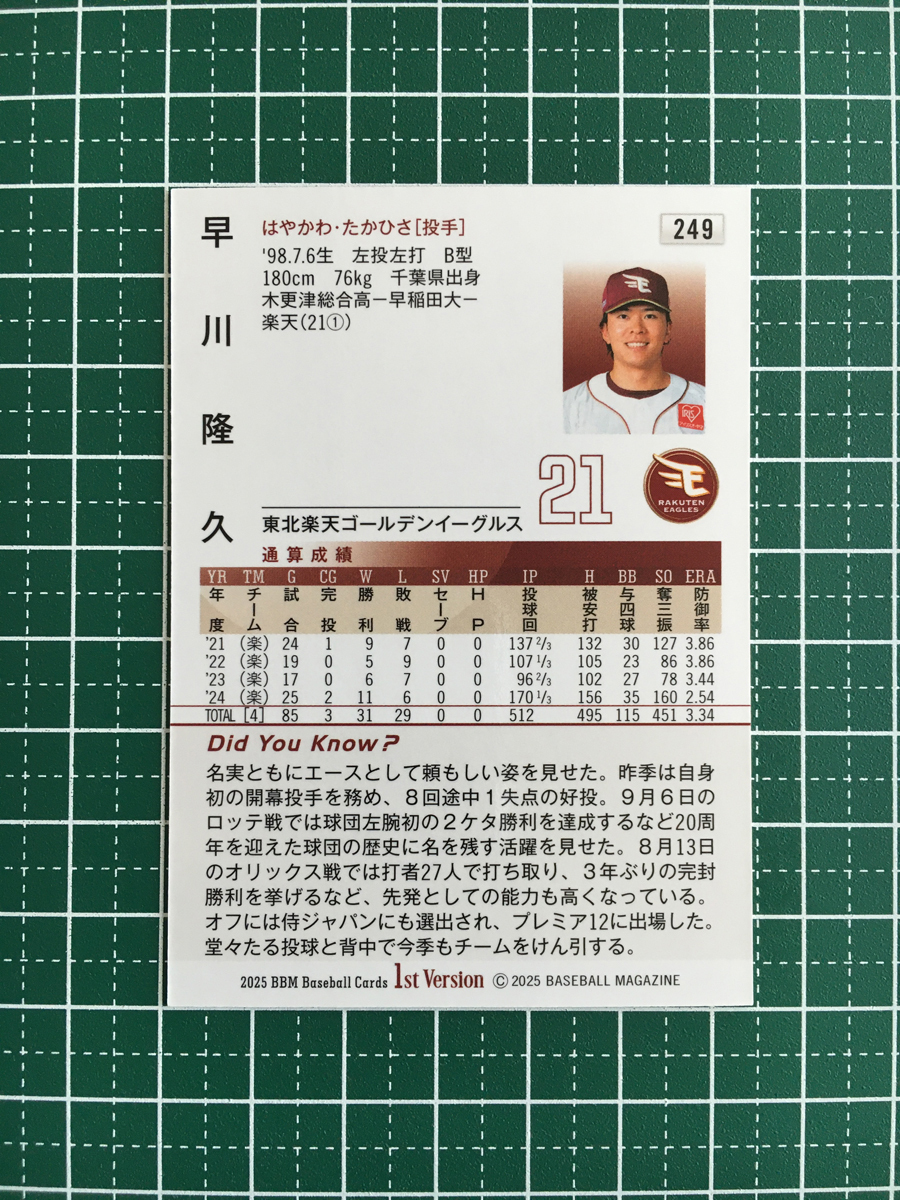 早川隆久
はやかわ・たかひさ[投手]
249
'98.7.6生 左投左打 B型
180cm 76kg 千葉県出身
木更津総合高ー早稲田大ー
楽天(21①)
E
IRIS
21
E
RAKUTEN
EAGLES
東北楽天ゴールデンイーグルス
通算成績
YR TM G CG W L SV HP IP H BB SO ERA
年度 チーム 試合 完投 勝利 敗戦 セーブ HP 投球回 被安打 与四球 奪三振 防御率
'21 (楽) 24 1 9 7 0 0 137 2/3 132 30 127 3.86
'22 (楽) 19 0 5 9 0 0 107 1/3 105 23 86 3.86
'23 (楽) 17 0 6 7 0 0 96 2/3 102 27 78 3.44
'24 (楽) 25 2 11 6 0 0 170 1/3 156 35 160 2.54
TOTAL [4] 85 3 31 29 0 0 512 495 115 451 3.34
Did You Know?
名実ともにエースとして頼もしい姿を見せた。昨季は自身
初の開幕投手を務め、8回途中1失点の好投。9月6日の
ロッテ戦では球団左腕初の2ケタ勝利を達成するなど20周
年を迎えた球団の歴史に名を残す活躍を見せた。8月13日
のオリックス戦では打者27人で打ち取り、3年ぶりの完封
勝利を挙げるなど、先発としての能力も高くなっている。
オフには侍ジャパンにも選出され、プレミア12に出場した。
堂々たる投球と背中で今季もチームをけん引する。
2025 BBM Baseball Cards 1st Version © 2025 BASEBALL MAGAZINE